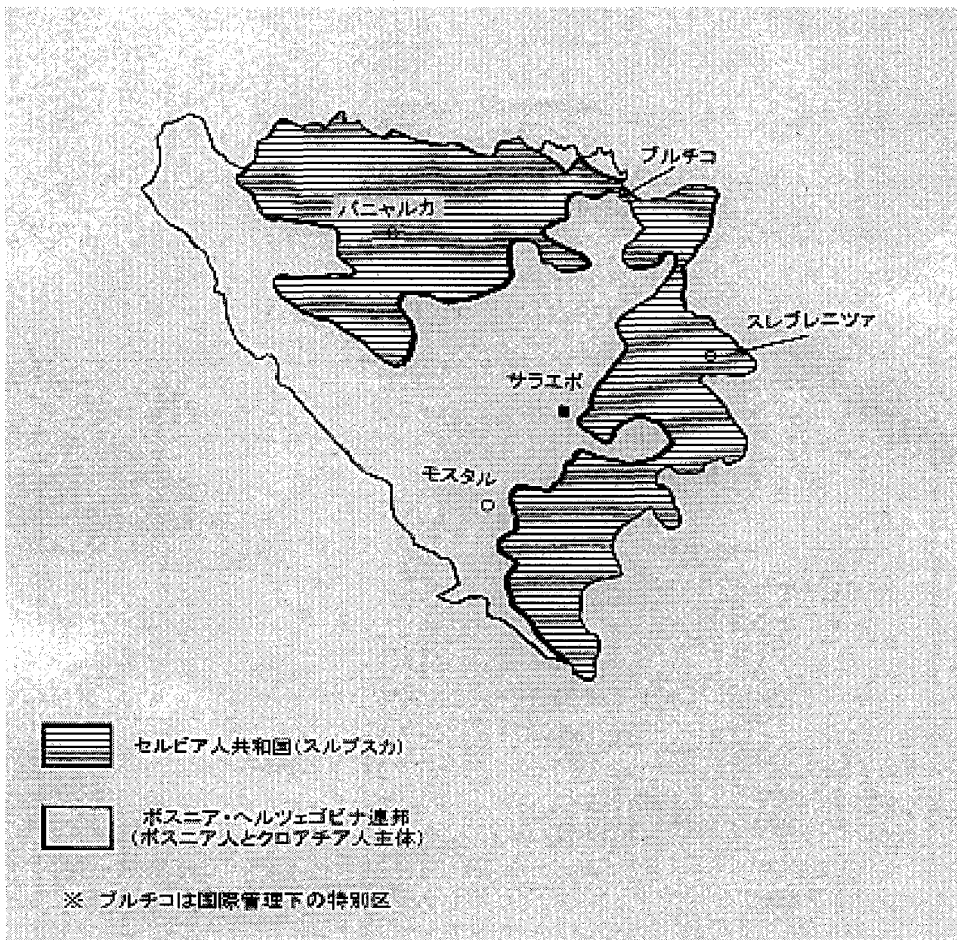 ブルチコ
バニャルカ
スレブレニツァ
サラエボ
モスタル
セルビア人共和国(スルプスカ)
ボスニア・ヘルツェゴビナ連邦
(ボスニア人とクロアチア人主体)
※ ブルチコは国際管理下の特別区